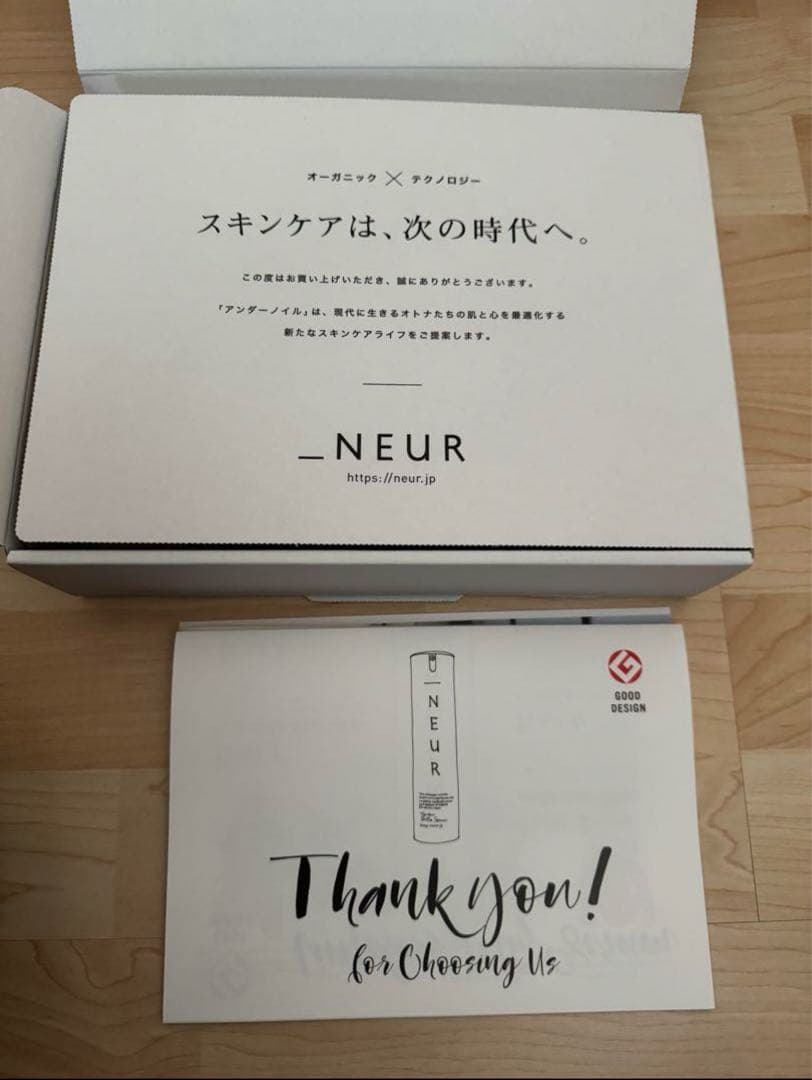 オーガニック × テクノロジー
スキンケアは、次の時代へ。
この度はお買い上げいただき、誠にありがとうございます。
「アンダーノイル」は、現代に生きるオトナたちの肌と心を最適化する
新たなスキンケアライフをご提案します。
_NEUR
https://neur.jp
GOOD
DESIGN
_NEUR
Thank you!
for Choosing Us